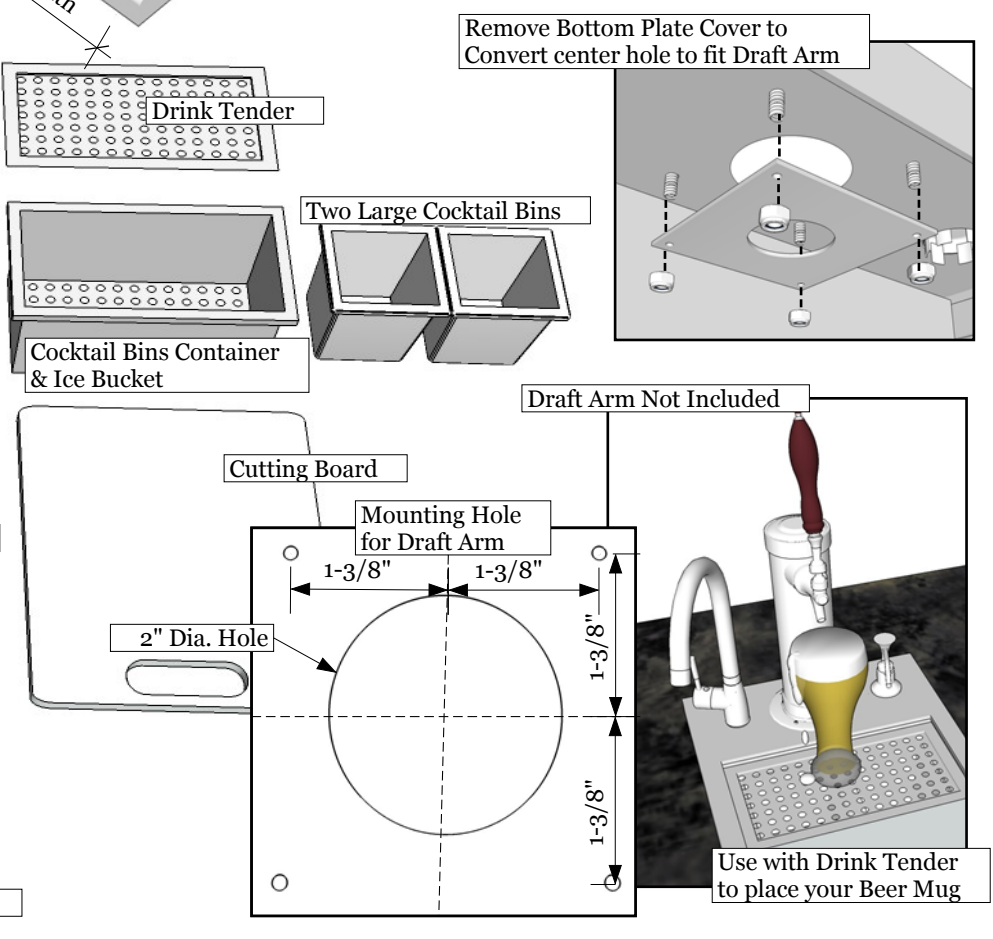 Remove Bottom Plate Cover to
Convert center hole to fit Draft Arm
Drink Tender
Two Large Cocktail Bins
Cocktail Bins Container
& Ice Bucket
Draft Arm Not Included
Cutting Board
Mounting Hole
for Draft Arm
1-3/8"
1-3/8"
2" Dia. Hole
1-3/8"
1-3/8"
Use with Drink Tender
to place your Beer Mug